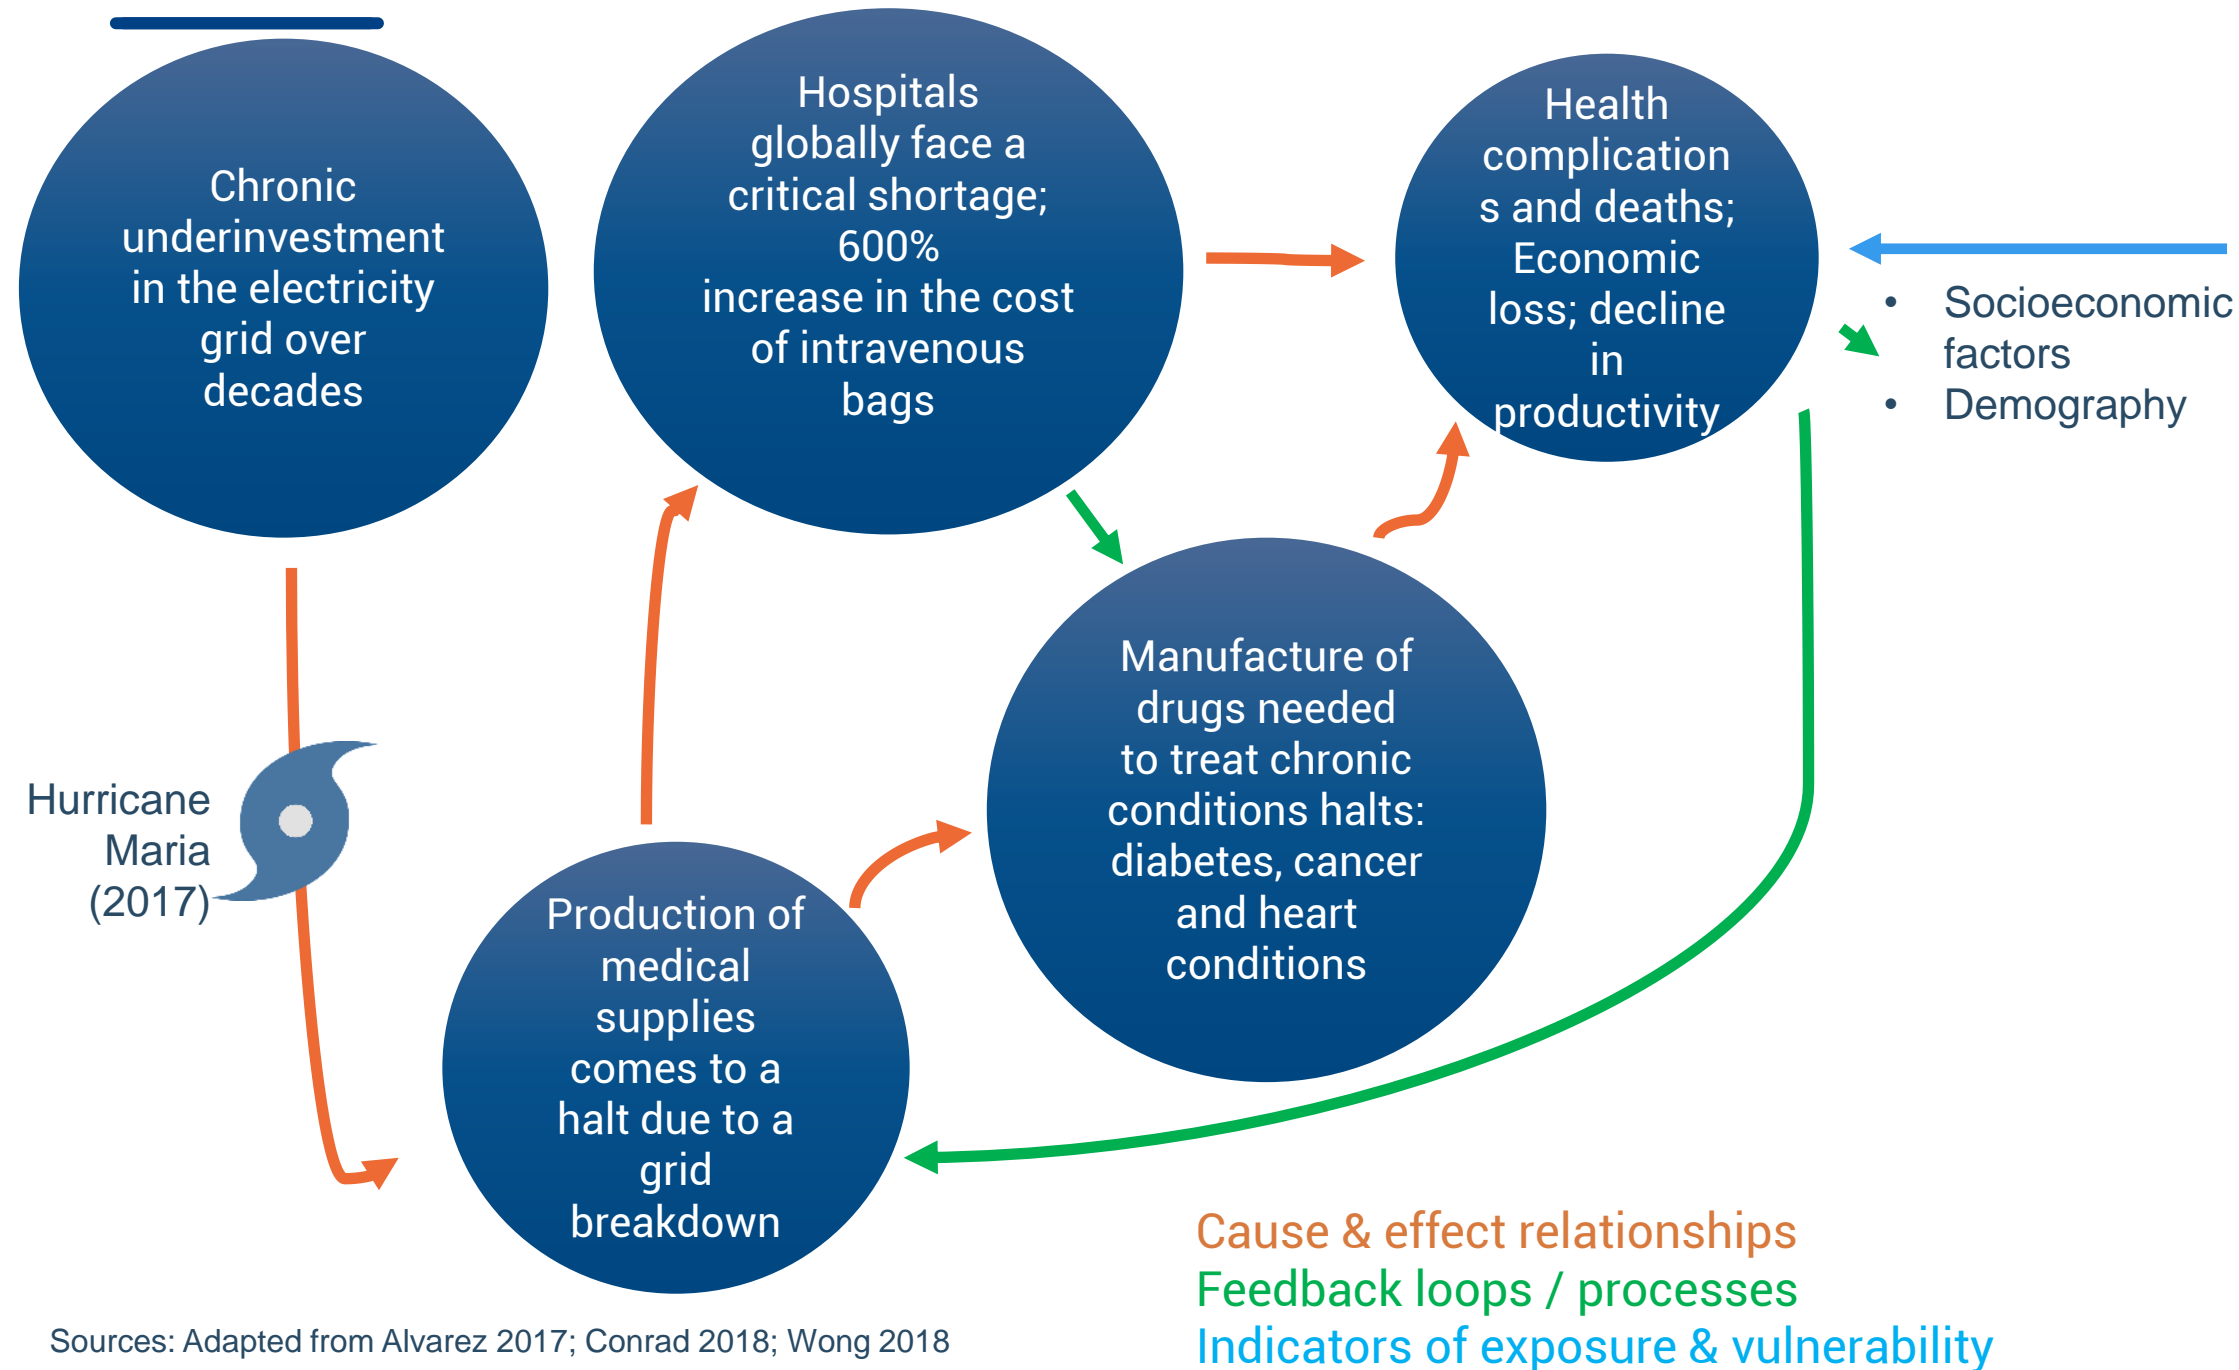 Chronic
underinvestment
in the electricity
grid over
decades
Hospitals
globally face a
critical shortage;
600%
increase in the cost
of intravenous
bags
Health
complication
s and deaths;
Economic
loss; decline
in
productivity
• Socioeconomic
factors
• Demography
Hurricane
Maria
(2017)
Manufacture of
drugs needed
to treat chronic
conditions halts:
diabetes, cancer
and heart
conditions
Production of
medical
supplies
comes to a
halt due to a
grid
breakdown
Cause & effect relationships
Feedback loops / processes
Indicators of exposure & vulnerability
Sources: Adapted from Alvarez 2017; Conrad 2018; Wong 2018